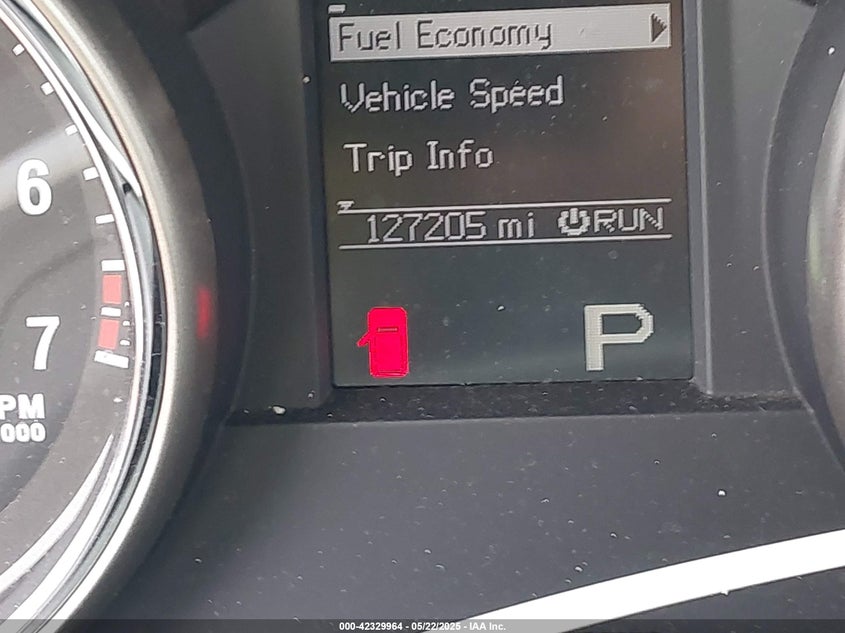 Fuel Economy
Vehicle Speed
Trip Info
127205 mi RUN
P
6
7
PM
000
000-42329964 - 05/22/2025 - IAA Inc.